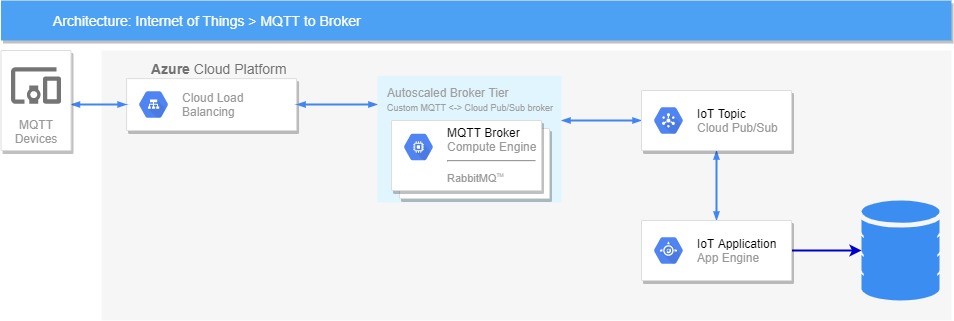 Architecture: Internet of Things > MQTT to Broker
MQTT
Devices
Azure Cloud Platform
Cloud Load
Balancing
Autoscaled Broker Tier
Custom MQTT <-> Cloud Pub/Sub broker
MQTT Broker
Compute Engine
RabbitMQ™
IoT Topic
Cloud Pub/Sub
IoT Application
App Engine